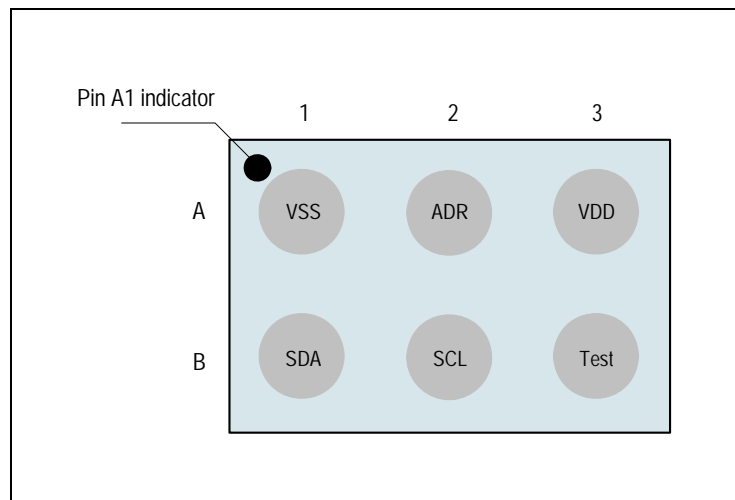 Pin A1 indicator
1 2 3
A VSS ADR VDD
B SDA SCL Test